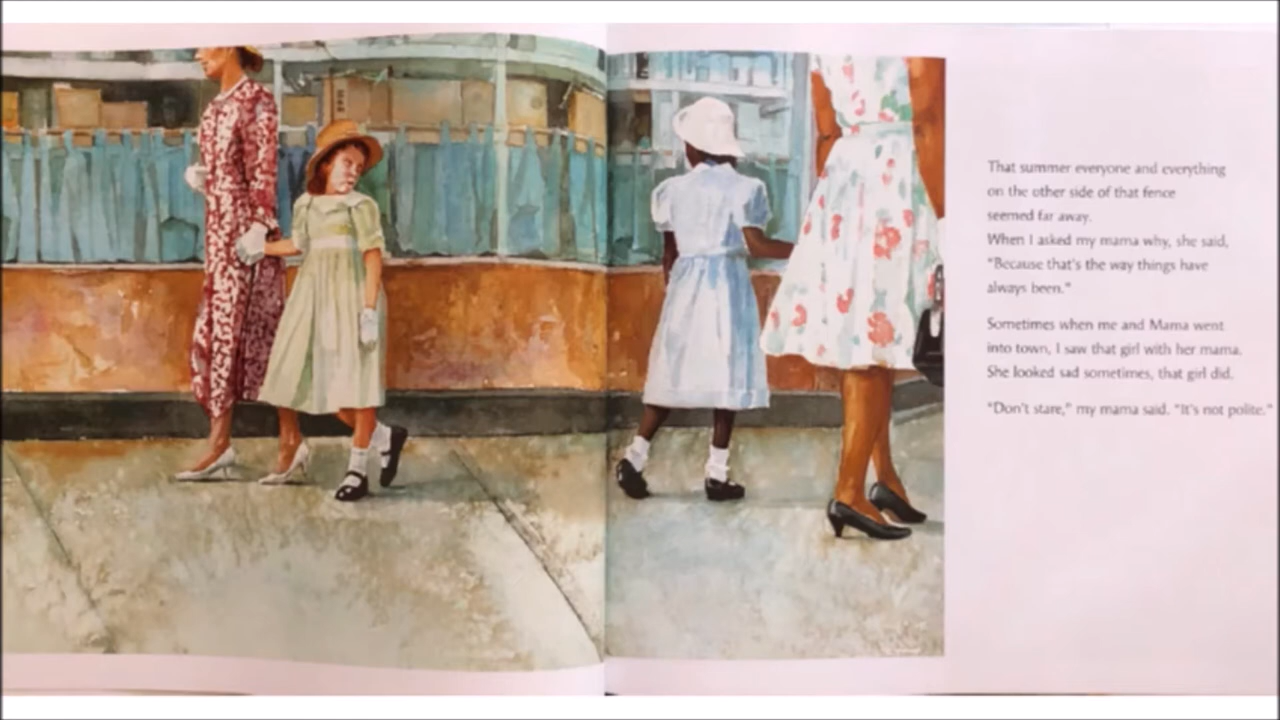 That summer everyone and everything
on the other side of that fence
seemed far away.
When I asked my mama why, she said,
"Because that's the way things have
always been."
Sometimes when me and Mama went
into town, I saw that girl with her mama.
She looked sad sometimes, that girl did.
"Don't stare," my mama said. "It's not polite."